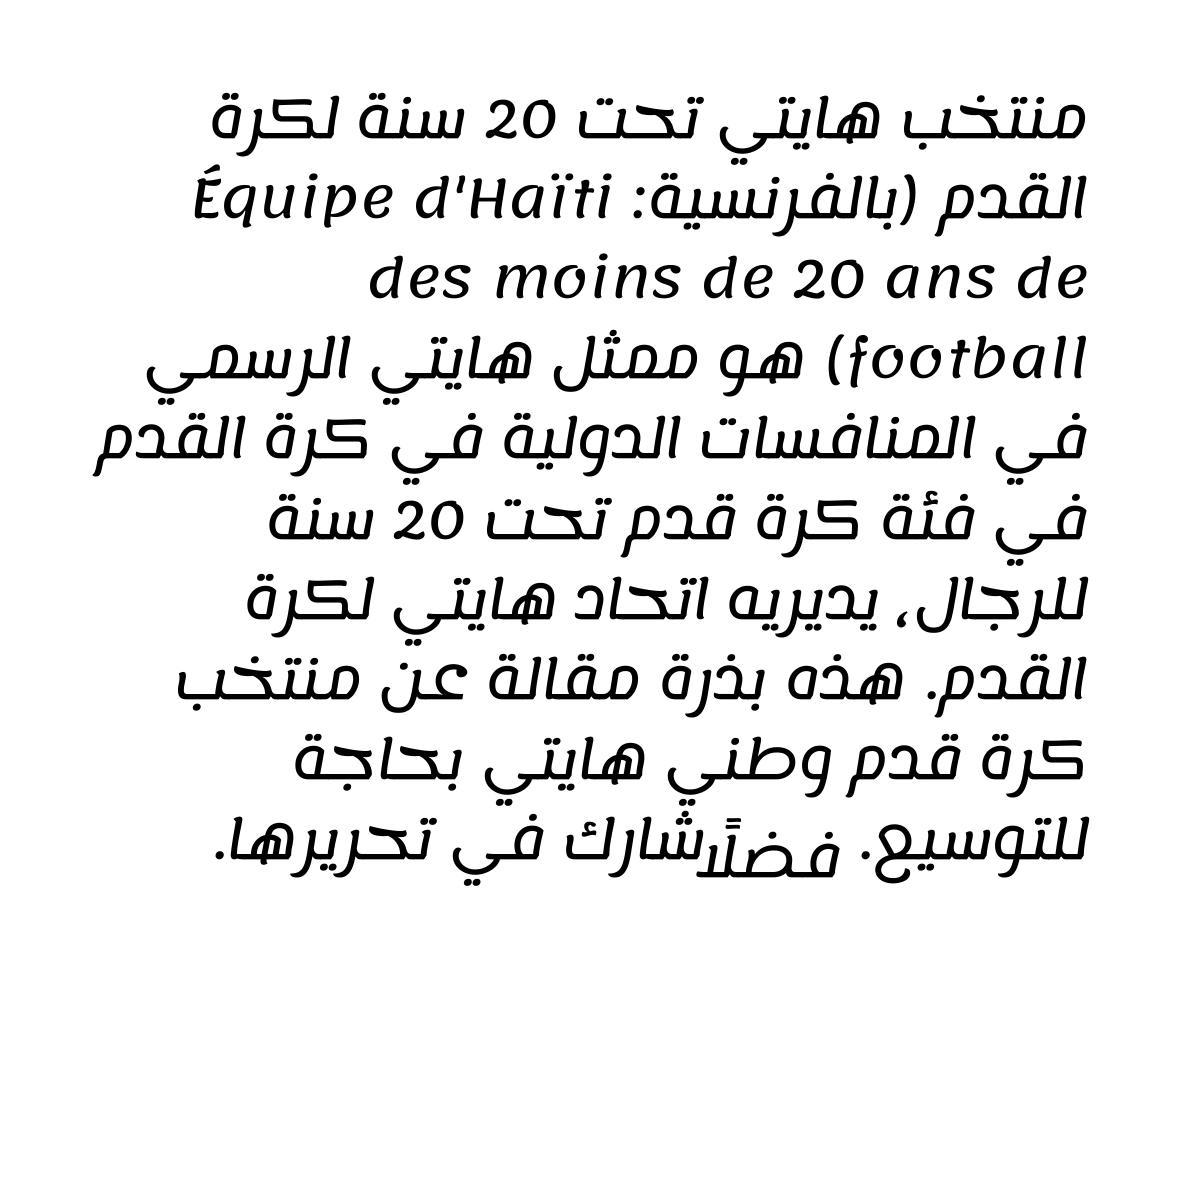 منتخب هايتي تحت 20 سنة لكرة
القدم (بالفرنسية: Équipe d'Haïti
des moins de 20 ans de
football) هو ممثل هايتي الرسمي
في المنافسات الدولية في كرة القدم
في فئة كرة قدم تحت 20 سنة
للرجال، يديريه اتحاد هايتي لكرة
القدم. هذه بذرة مقالة عن منتخب
كرة قدم وطني هايتي بحاجة
للتوسيع. فضلًا شارك في تحريرها.